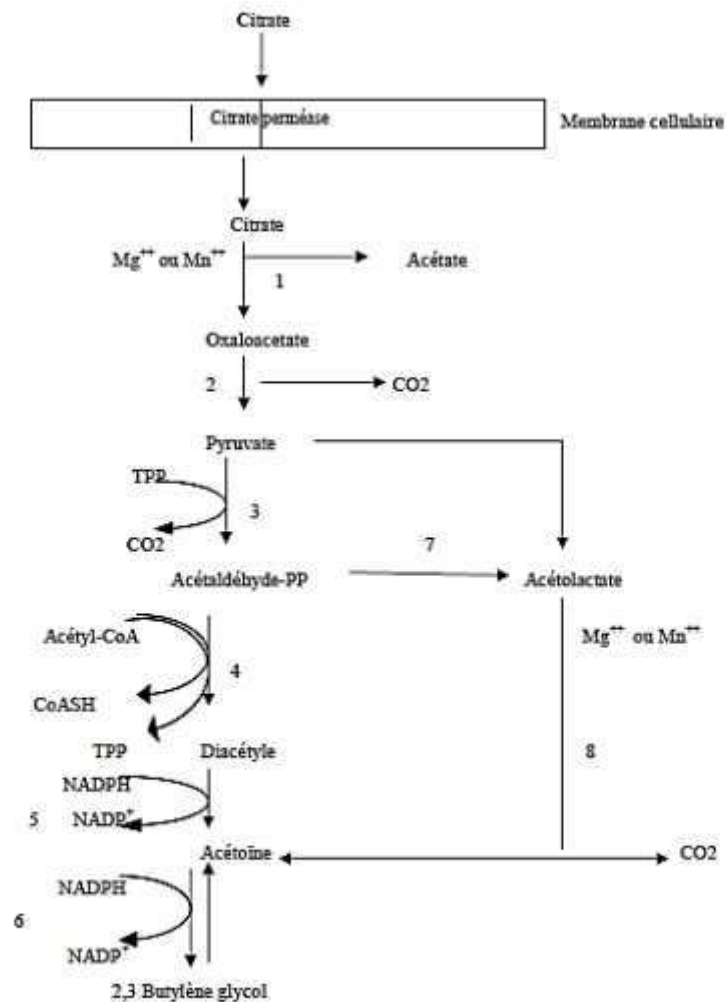 Citrate
Citrate perméase
Membrane cellulaire
Citrate
Mg++ ou Mn++
Acétate
1
Oxaloacetate
2
CO2
Pyruvate
TPP
3
CO2
7
Acétaldéhyde-PP
Acétolactate
Acétyl-CoA
Mg++ ou Mn++
4
CoASH
TPP
Diacétyle
8
NADPH
5
NADP+
Acétoïne
CO2
NADPH
6
NADP+
2,3 Butylène glycol